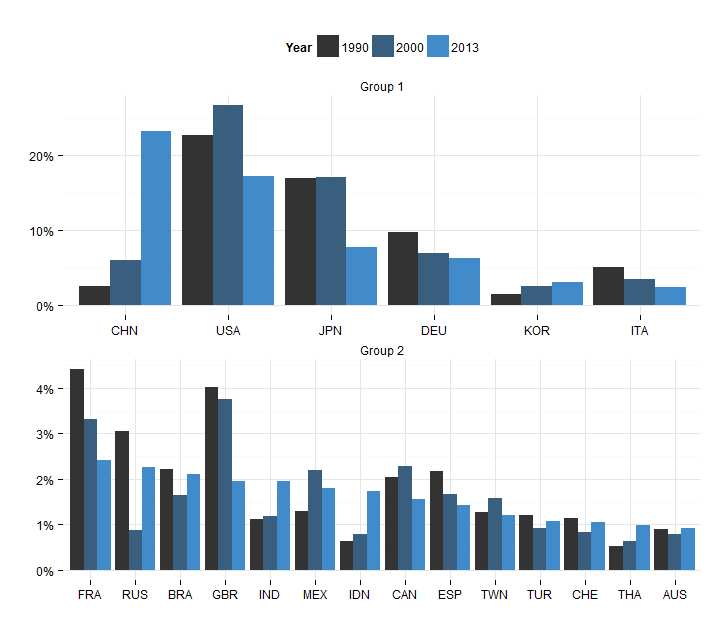 Year 1990 2000 2013
Group 1
20%
10%
0%
CHN USA JPN DEU KOR ITA
Group 2
4%
3%
2%
1%
0%
FRA RUS BRA GBR IND MEX IDN CAN ESP TWN TUR CHE THA AUS